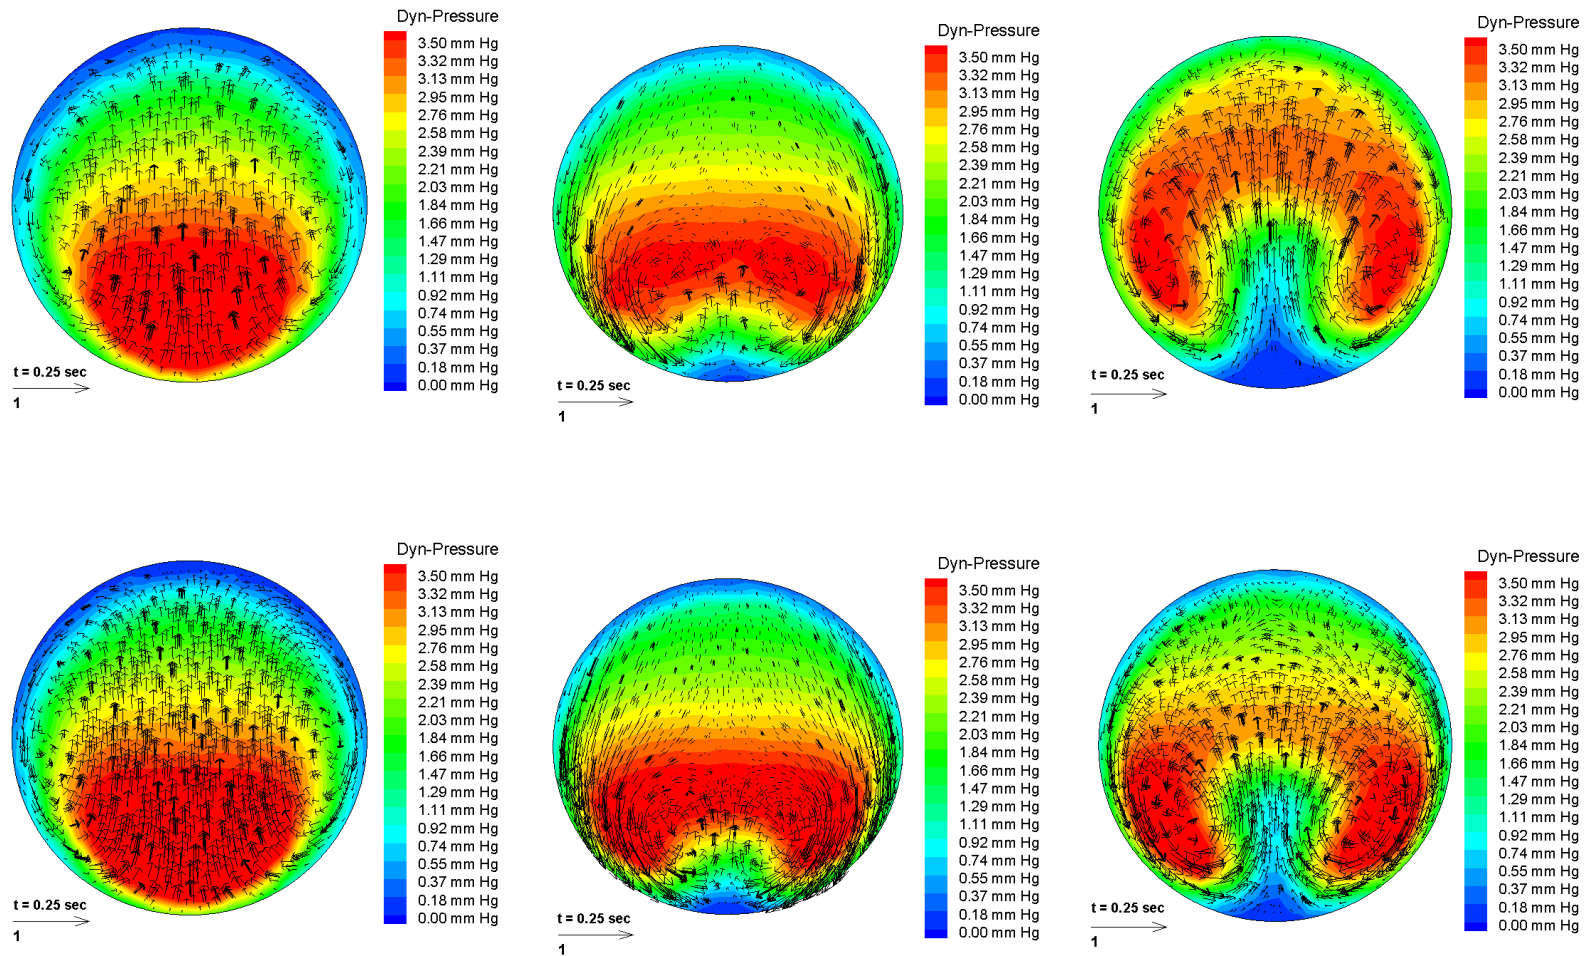 Dyn-Pressure
3.50 mm Hg
3.32 mm Hg
3.13 mm Hg
2.95 mm Hg
2.76 mm Hg
2.58 mm Hg
2.39 mm Hg
2.21 mm Hg
2.03 mm Hg
1.84 mm Hg
1.66 mm Hg
1.47 mm Hg
1.29 mm Hg
1.11 mm Hg
0.92 mm Hg
0.74 mm Hg
0.55 mm Hg
0.37 mm Hg
0.18 mm Hg
0.00 mm Hg
t = 0.25 sec
1
Dyn-Pressure
3.50 mm Hg
3.32 mm Hg
3.13 mm Hg
2.95 mm Hg
2.76 mm Hg
2.58 mm Hg
2.39 mm Hg
2.21 mm Hg
2.03 mm Hg
1.84 mm Hg
1.66 mm Hg
1.47 mm Hg
1.29 mm Hg
1.11 mm Hg
0.92 mm Hg
0.74 mm Hg
0.55 mm Hg
0.37 mm Hg
0.18 mm Hg
0.00 mm Hg
t = 0.25 sec
1
Dyn-Pressure
3.50 mm Hg
3.32 mm Hg
3.13 mm Hg
2.95 mm Hg
2.76 mm Hg
2.58 mm Hg
2.39 mm Hg
2.21 mm Hg
2.03 mm Hg
1.84 mm Hg
1.66 mm Hg
1.47 mm Hg
1.29 mm Hg
1.11 mm Hg
0.92 mm Hg
0.74 mm Hg
0.55 mm Hg
0.37 mm Hg
0.18 mm Hg
0.00 mm Hg
t = 0.25 sec
1
Dyn-Pressure
3.50 mm Hg
3.32 mm Hg
3.13 mm Hg
2.95 mm Hg
2.76 mm Hg
2.58 mm Hg
2.39 mm Hg
2.21 mm Hg
2.03 mm Hg
1.84 mm Hg
1.66 mm Hg
1.47 mm Hg
1.29 mm Hg
1.11 mm Hg
0.92 mm Hg
0.74 mm Hg
0.55 mm Hg
0.37 mm Hg
0.18 mm Hg
0.00 mm Hg
t = 0.25 sec
1
Dyn-Pressure
3.50 mm Hg
3.32 mm Hg
3.13 mm Hg
2.95 mm Hg
2.76 mm Hg
2.58 mm Hg
2.39 mm Hg
2.21 mm Hg
2.03 mm Hg
1.84 mm Hg
1.66 mm Hg
1.47 mm Hg
1.29 mm Hg
1.11 mm Hg
0.92 mm Hg
0.74 mm Hg
0.55 mm Hg
0.37 mm Hg
0.18 mm Hg
0.00 mm Hg
t = 0.25 sec
1
Dyn-Pressure
3.50 mm Hg
3.32 mm Hg
3.13 mm Hg
2.95 mm Hg
2.76 mm Hg
2.58 mm Hg
2.39 mm Hg
2.21 mm Hg
2.03 mm Hg
1.84 mm Hg
1.66 mm Hg
1.47 mm Hg
1.29 mm Hg
1.11 mm Hg
0.92 mm Hg
0.74 mm Hg
0.55 mm Hg
0.37 mm Hg
0.18 mm Hg
0.00 mm Hg
t = 0.25 sec
1